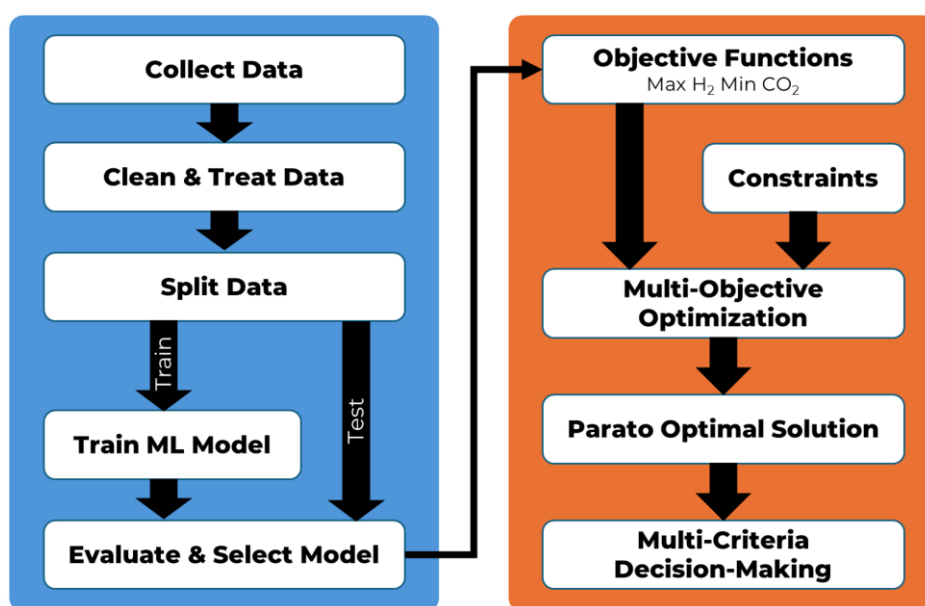 Collect Data
Clean & Treat Data
Split Data
Train
Test
Train ML Model
Evaluate & Select Model
Objective Functions
Max H₂ Min CO₂
Constraints
Multi-Objective
Optimization
Parato Optimal Solution
Multi-Criteria
Decision-Making